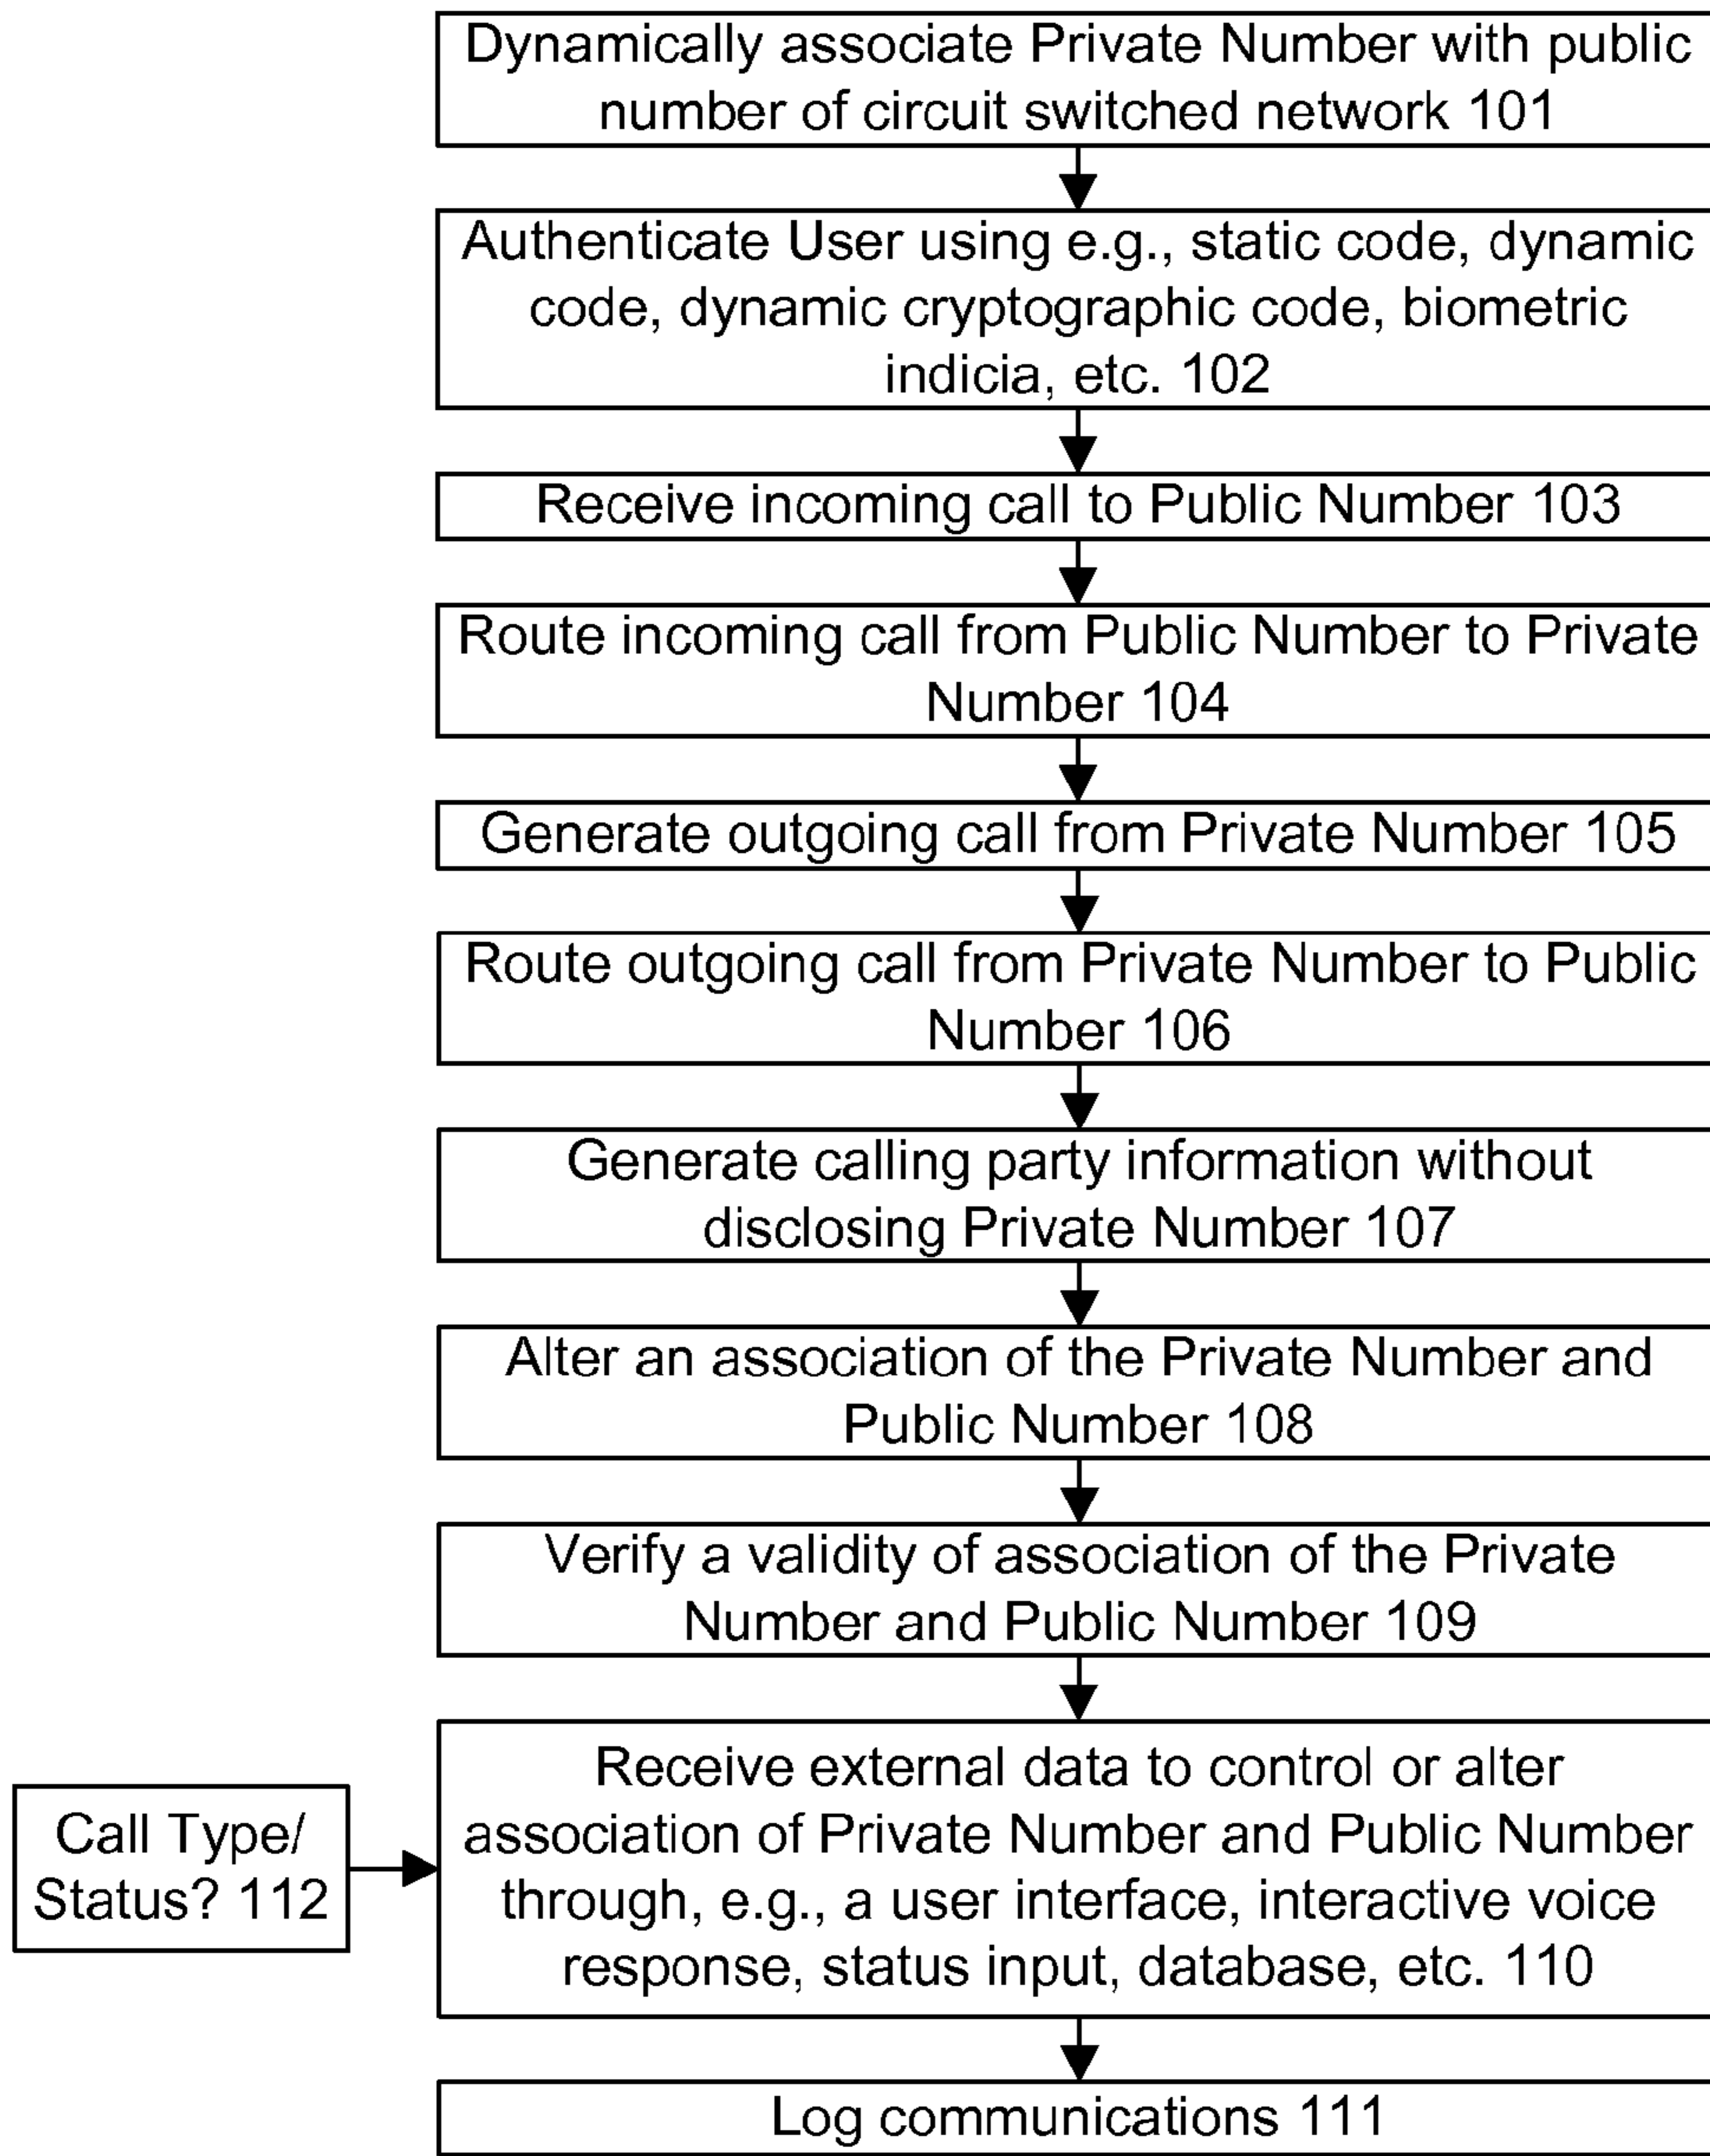 Dynamically associate Private Number with public
number of circuit switched network 101
Authenticate User using e.g., static code, dynamic
code, dynamic cryptographic code, biometric
indicia, etc. 102
Receive incoming call to Public Number 103
Route incoming call from Public Number to Private
Number 104
Generate outgoing call from Private Number 105
Route outgoing call from Private Number to Public
Number 106
Generate calling party information without
disclosing Private Number 107
Alter an association of the Private Number and
Public Number 108
Verify a validity of association of the Private
Number and Public Number 109
Call Type/
Status? 112
Receive external data to control or alter
association of Private Number and Public Number
through, e.g., a user interface, interactive voice
response, status input, database, etc. 110
Log communications 111